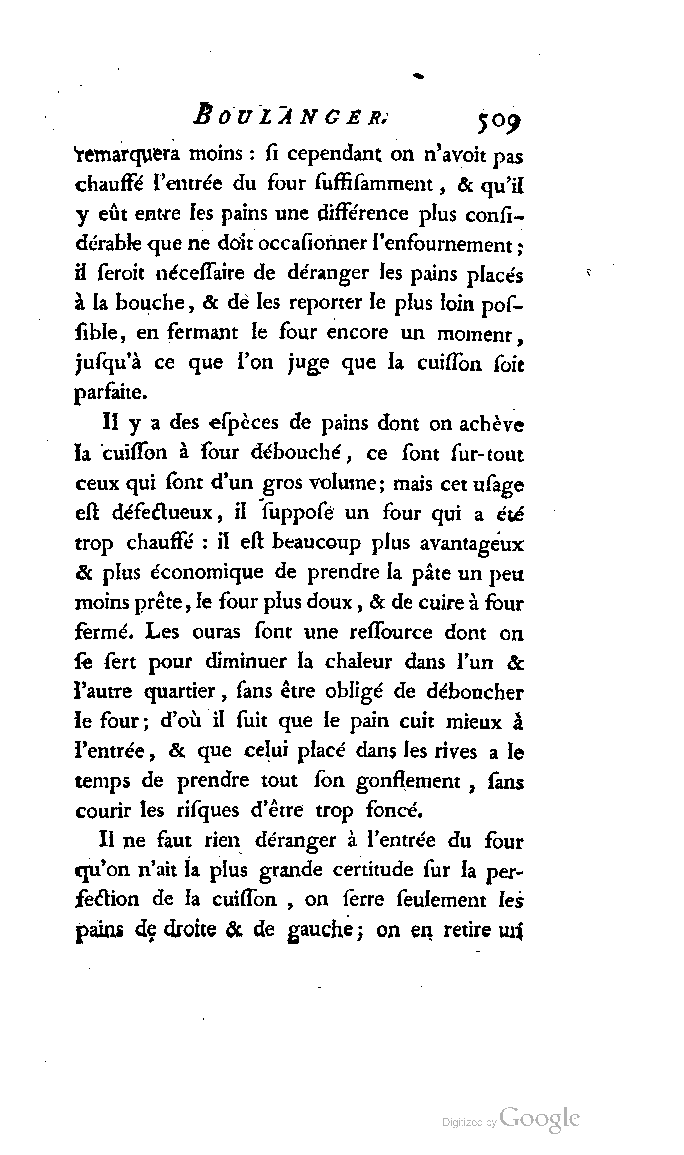 BOULANGER. 509
remarquera moins : ſi cependant on n'avoit pas
chauffé l'entrée du four ſuffiſamment, & qu'il
y eût entre les pains une différence plus conſi-
dérable que ne doit occaſionner l'enfournement ;
il ſeroit néceſſaire de déranger les pains placés
à la bouche, & de les reporter le plus loin poſ-
ſible, en fermant le four encore un moment,
juſqu'à ce que l'on juge que la cuiſſon ſoit
parfaite.
Il y a des eſpèces de pains dont on achève
la cuiſſon à four débouché, ce ſont ſur-tout
ceux qui ſont d'un gros volume ; mais cet uſage
eſt défectueux, il ſuppoſe un four qui a été
trop chauffé : il eſt beaucoup plus avantageux
& plus économique de prendre la pâte un peu
moins prête, le four plus doux, & de cuire à four
fermé. Les ouras ſont une reſſource dont on
ſe ſert pour diminuer la chaleur dans l'un &
l'autre quartier, ſans être obligé de déboucher
le four ; d'où il ſuit que le pain cuit mieux à
l'entrée, & que celui placé dans les rives a le
temps de prendre tout ſon gonflement, ſans
courir les riſques d'être trop foncé.
Il ne faut rien déranger à l'entrée du four
qu'on n'ait la plus grande certitude ſur la per-
fection de la cuiſſon, on ſerre ſeulement les
pains de droite & de gauche ; on en retire un
Digitized by Google